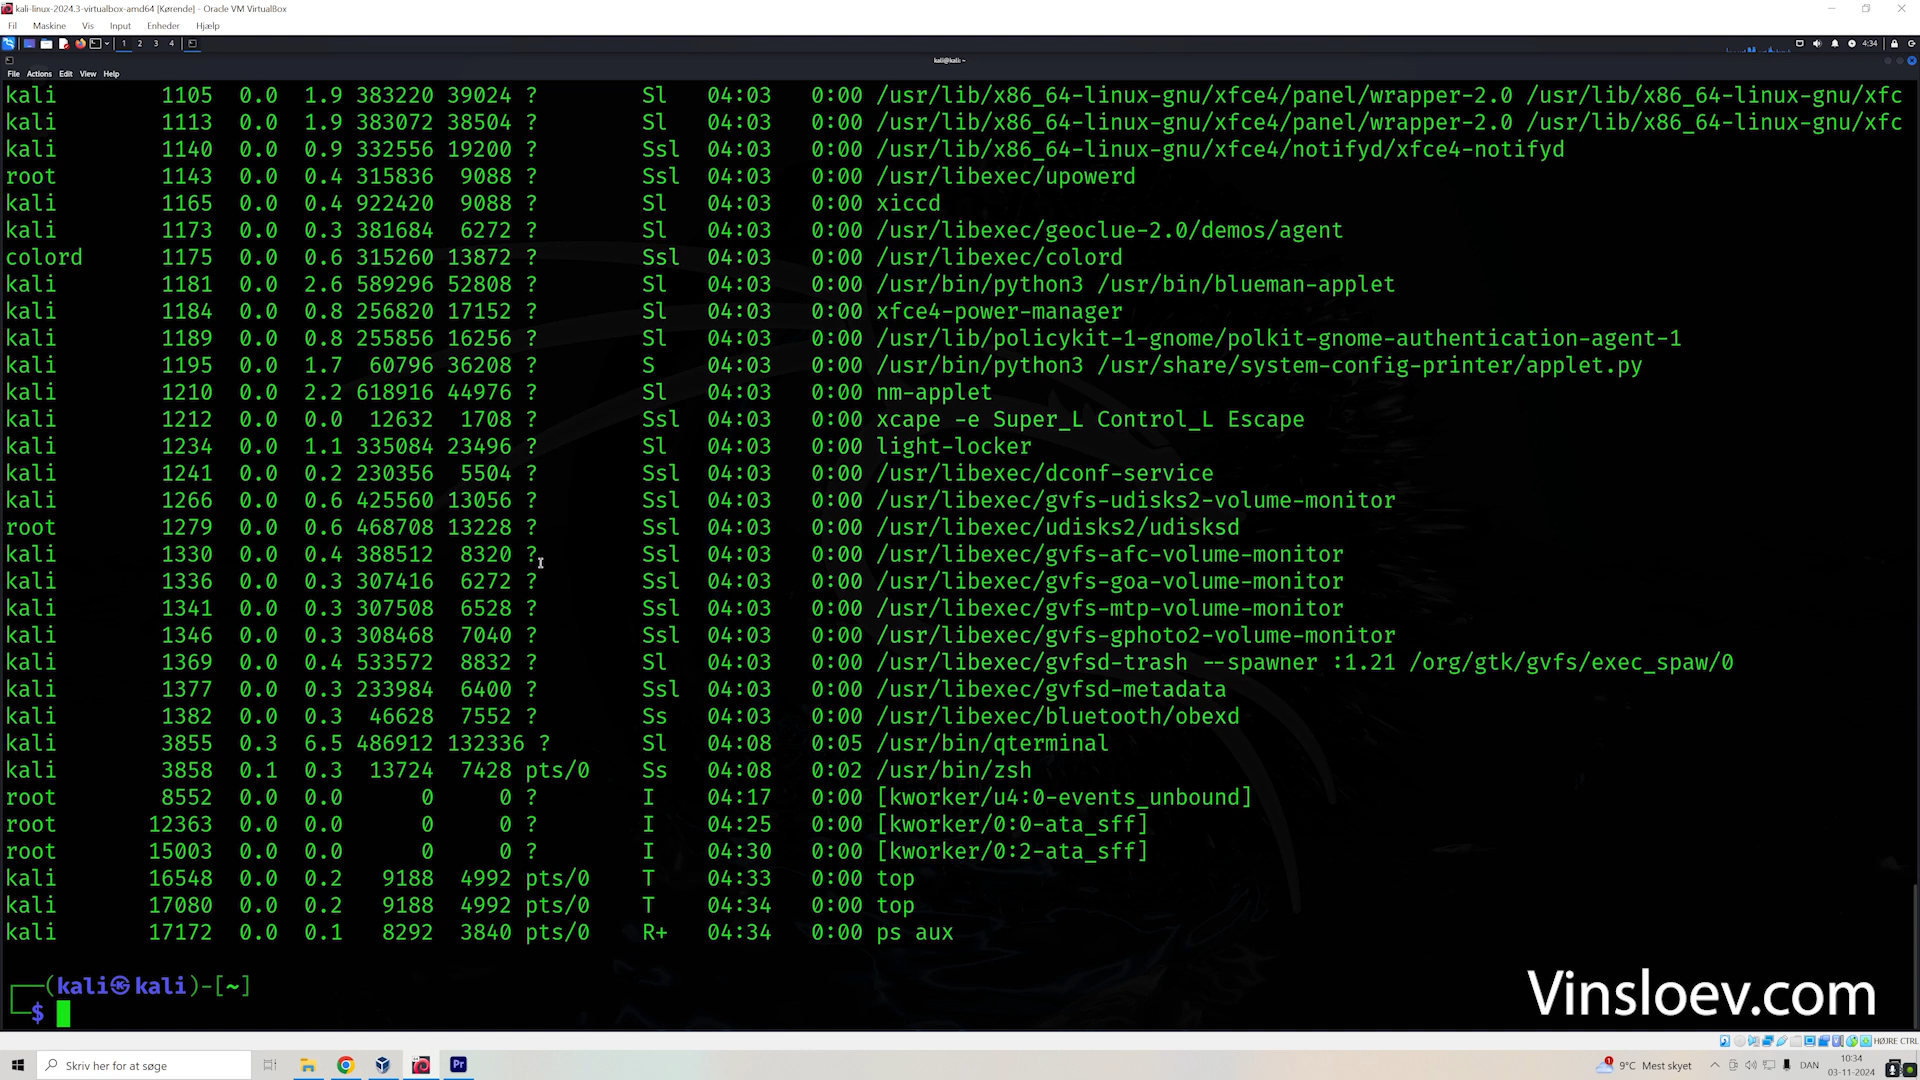 kali-linux-2024.3-virtualbox-amd64 [Kørende] - Oracle VM VirtualBox
Fil Maskine Vis Input Enheder Hjælp
1 2 3 4 4:34
kali@kali: ~
File Actions Edit View Help
kali 1105 0.0 1.9 383220 39024 ? Sl 04:03 0:00 /usr/lib/x86_64-linux-gnu/xfce4/panel/wrapper-2.0 /usr/lib/x86_64-linux-gnu/xfc
kali 1113 0.0 1.9 383072 38504 ? Sl 04:03 0:00 /usr/lib/x86_64-linux-gnu/xfce4/panel/wrapper-2.0 /usr/lib/x86_64-linux-gnu/xfc
kali 1140 0.0 0.9 332556 19200 ? Ssl 04:03 0:00 /usr/lib/x86_64-linux-gnu/xfce4/notifyd/xfce4-notifyd
root 1143 0.0 0.4 315836 9088 ? Ssl 04:03 0:00 /usr/libexec/upowerd
kali 1165 0.0 0.4 922420 9088 ? Sl 04:03 0:00 xiccd
kali 1173 0.0 0.3 381684 6272 ? Sl 04:03 0:00 /usr/libexec/geoclue-2.0/demos/agent
colord 1175 0.0 0.6 315260 13872 ? Ssl 04:03 0:00 /usr/libexec/colord
kali 1181 0.0 2.6 589296 52808 ? Sl 04:03 0:00 /usr/bin/python3 /usr/bin/blueman-applet
kali 1184 0.0 0.8 256820 17152 ? Sl 04:03 0:00 xfce4-power-manager
kali 1189 0.0 0.8 255856 16256 ? Sl 04:03 0:00 /usr/lib/policykit-1-gnome/polkit-gnome-authentication-agent-1
kali 1195 0.0 1.7 60796 36208 ? S 04:03 0:00 /usr/bin/python3 /usr/share/system-config-printer/applet.py
kali 1210 0.0 2.2 618916 44976 ? Sl 04:03 0:00 nm-applet
kali 1212 0.0 0.0 12632 1708 ? Ssl 04:03 0:00 xcape -e Super_L Control_L Escape
kali 1234 0.0 1.1 335084 23496 ? Sl 04:03 0:00 light-locker
kali 1241 0.0 0.2 230356 5504 ? Ssl 04:03 0:00 /usr/libexec/dconf-service
kali 1266 0.0 0.6 425560 13056 ? Ssl 04:03 0:00 /usr/libexec/gvfs-udisks2-volume-monitor
root 1279 0.0 0.6 468708 13228 ? Ssl 04:03 0:00 /usr/libexec/udisks2/udisksd
kali 1330 0.0 0.4 388512 8320 ? Ssl 04:03 0:00 /usr/libexec/gvfs-afc-volume-monitor
kali 1336 0.0 0.3 307416 6272 ? Ssl 04:03 0:00 /usr/libexec/gvfs-goa-volume-monitor
kali 1341 0.0 0.3 307508 6528 ? Ssl 04:03 0:00 /usr/libexec/gvfs-mtp-volume-monitor
kali 1346 0.0 0.3 308468 7040 ? Ssl 04:03 0:00 /usr/libexec/gvfs-gphoto2-volume-monitor
kali 1369 0.0 0.4 533572 8832 ? Sl 04:03 0:00 /usr/libexec/gvfsd-trash --spawner :1.21 /org/gtk/gvfs/exec_spaw/0
kali 1377 0.0 0.3 233984 6400 ? Ssl 04:03 0:00 /usr/libexec/gvfsd-metadata
kali 1382 0.0 0.3 46628 7552 ? Ss 04:03 0:00 /usr/libexec/bluetooth/obexd
kali 3855 0.3 6.5 486912 132336 ? Sl 04:08 0:05 /usr/bin/qterminal
kali 3858 0.1 0.3 13724 7428 pts/0 Ss 04:08 0:02 /usr/bin/zsh
root 8552 0.0 0.0 0 0 ? I 04:17 0:00 [kworker/u4:0-events_unbound]
root 12363 0.0 0.0 0 0 ? I 04:25 0:00 [kworker/0:0-ata_sff]
root 15003 0.0 0.0 0 0 ? I 04:30 0:00 [kworker/0:2-ata_sff]
kali 16548 0.0 0.2 9188 4992 pts/0 T 04:33 0:00 top
kali 17080 0.0 0.2 9188 4992 pts/0 T 04:34 0:00 top
kali 17172 0.0 0.1 8292 3840 pts/0 R+ 04:34 0:00 ps aux
(kali㉿kali)-[~]
$
Vinsloev.com
HØJRE CTRL
Skriv her for at søge
Pr
1
9°C Mest skyet
DAN
10:34
03-11-2024